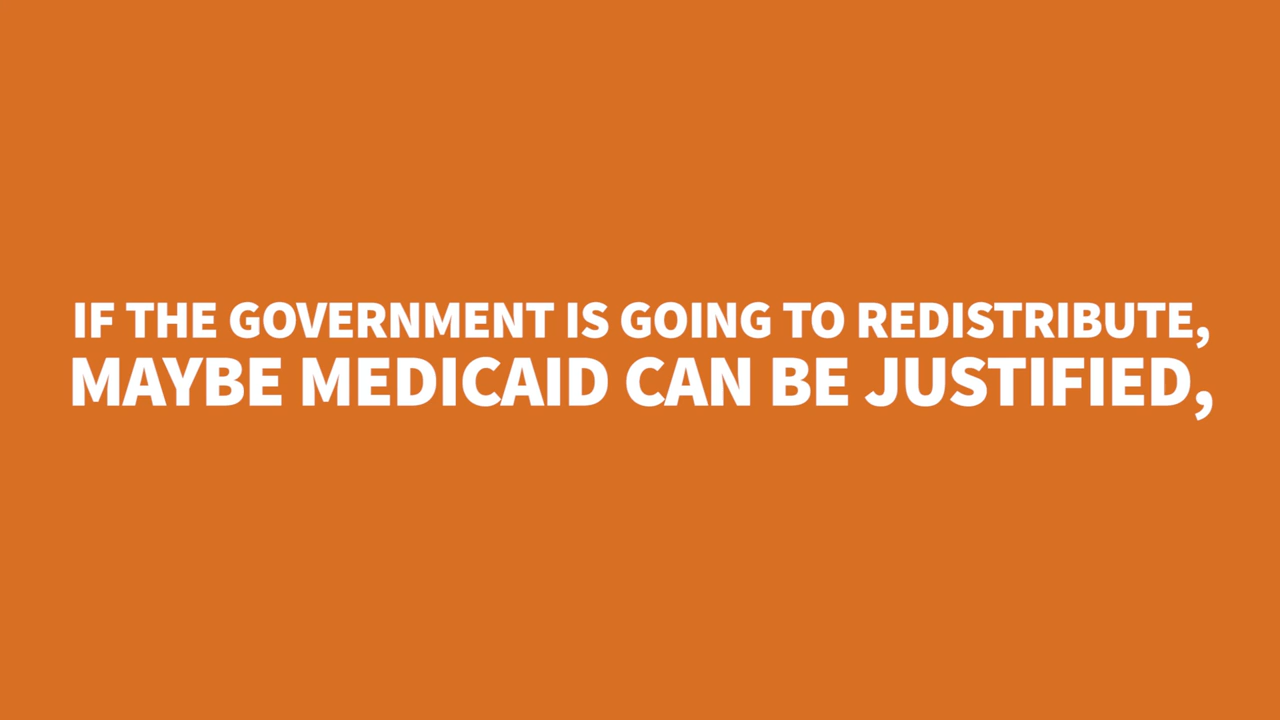 IF THE GOVERNMENT IS GOING TO REDISTRIBUTE,
MAYBE MEDICAID CAN BE JUSTIFIED,